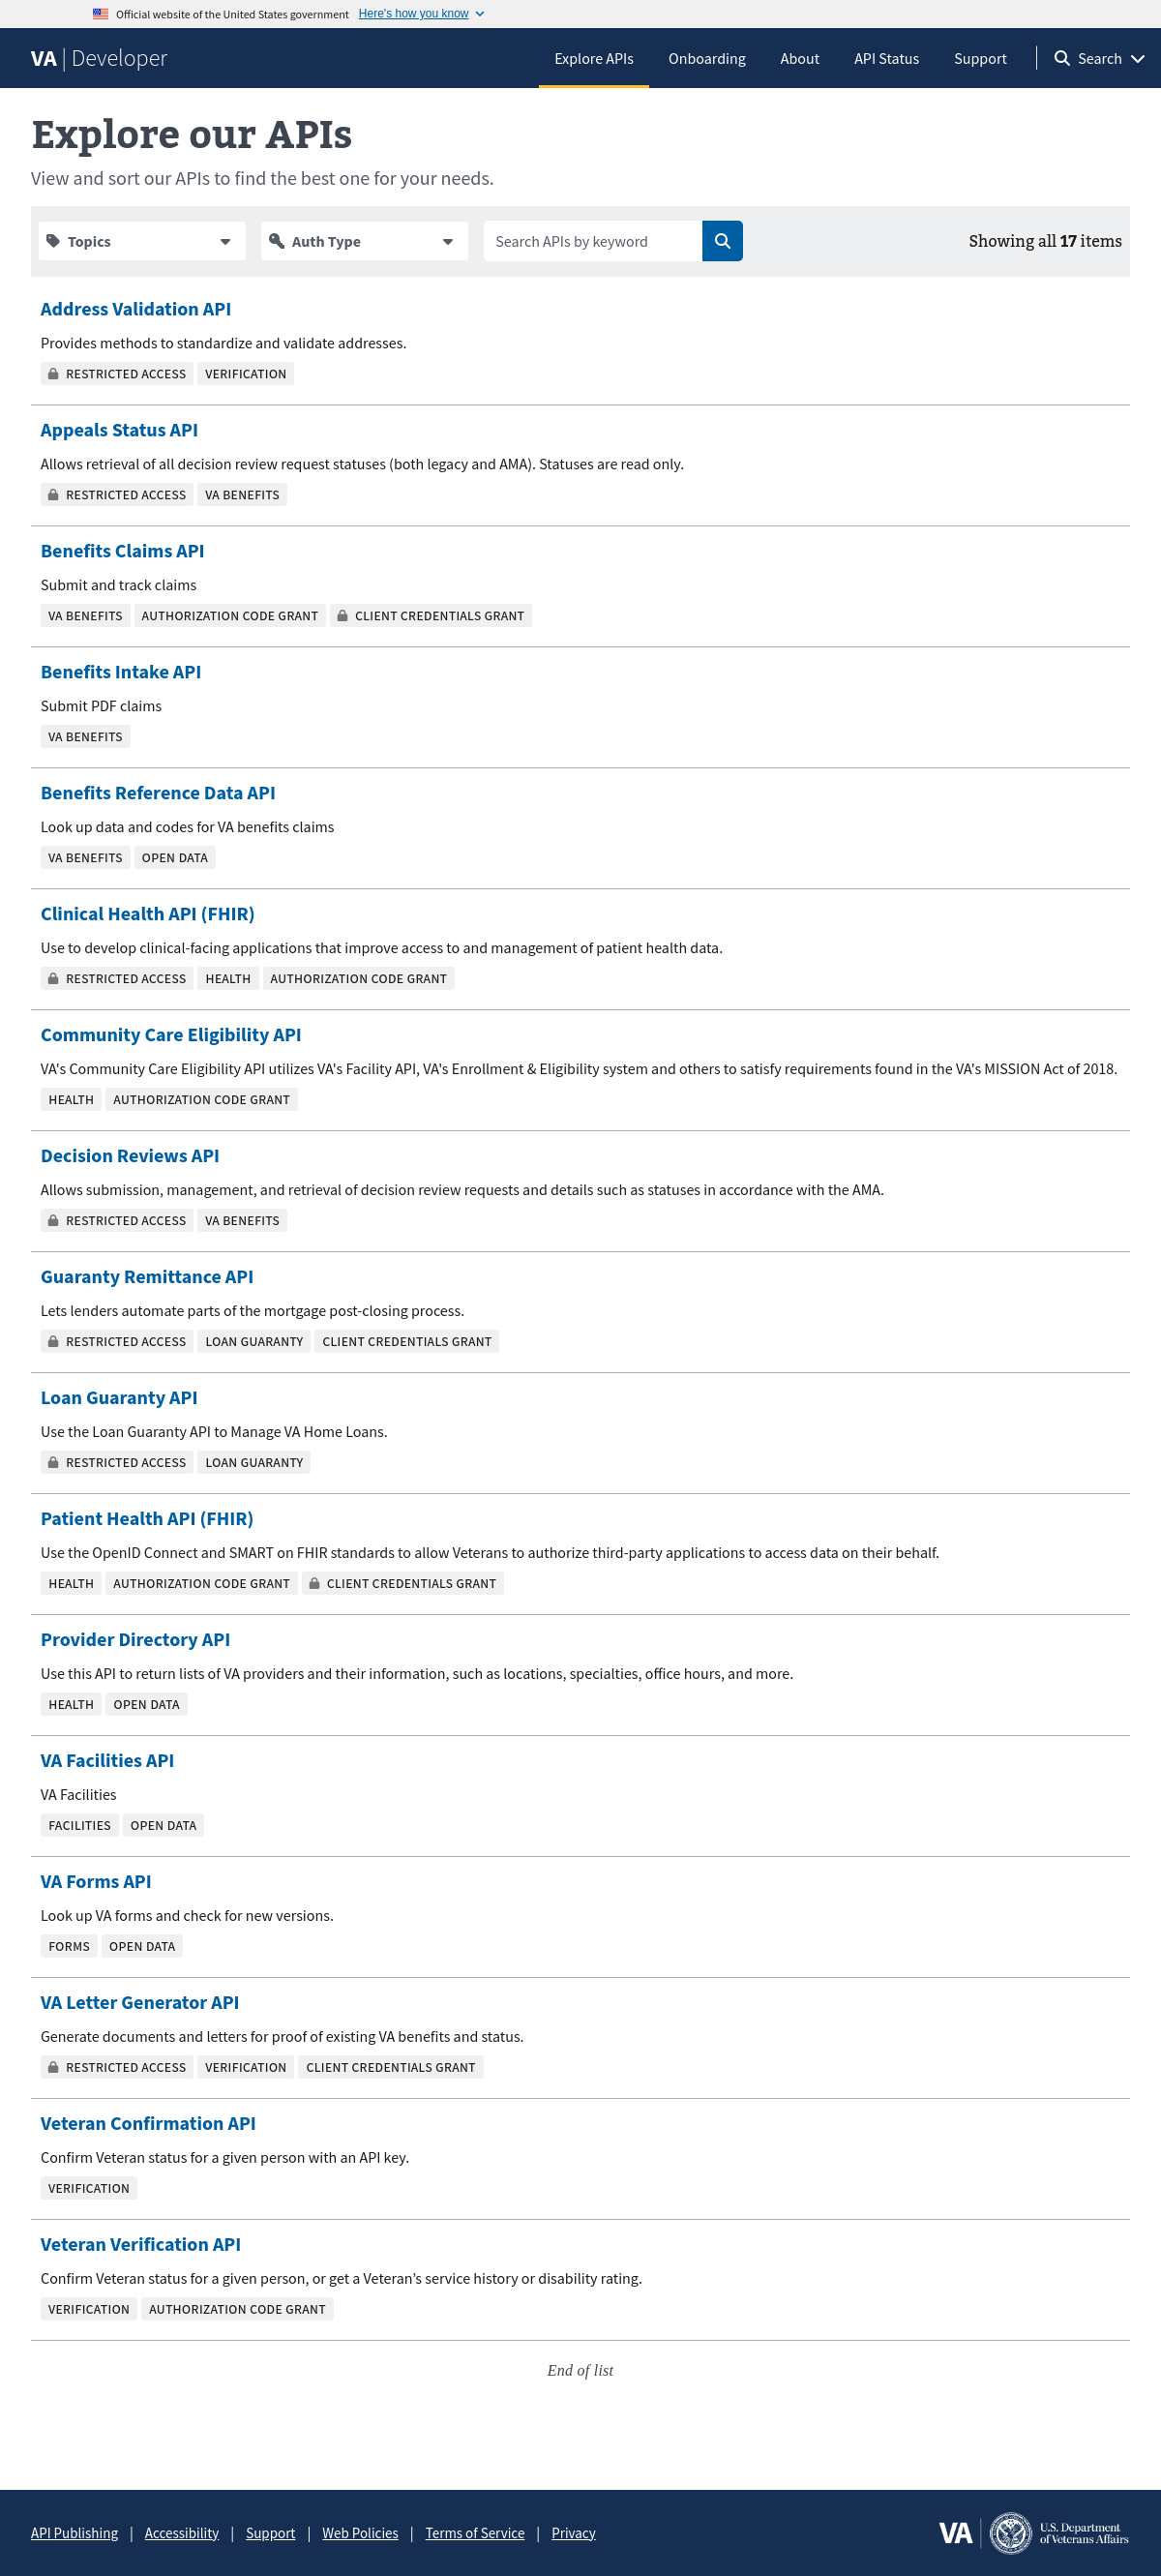 Official website of the United States government Here's how you know
VA | Developer Explore APIs Onboarding About API Status Support Search
Explore our APIs
View and sort our APIs to find the best one for your needs.
Topics Auth Type Search APIs by keyword Showing all 17 items
Address Validation API
Provides methods to standardize and validate addresses.
RESTRICTED ACCESS VERIFICATION
Appeals Status API
Allows retrieval of all decision review request statuses (both legacy and AMA). Statuses are read only.
RESTRICTED ACCESS VA BENEFITS
Benefits Claims API
Submit and track claims
VA BENEFITS AUTHORIZATION CODE GRANT CLIENT CREDENTIALS GRANT
Benefits Intake API
Submit PDF claims
VA BENEFITS
Benefits Reference Data API
Look up data and codes for VA benefits claims
VA BENEFITS OPEN DATA
Clinical Health API (FHIR)
Use to develop clinical-facing applications that improve access to and management of patient health data.
RESTRICTED ACCESS HEALTH AUTHORIZATION CODE GRANT
Community Care Eligibility API
VA's Community Care Eligibility API utilizes VA's Facility API, VA's Enrollment & Eligibility system and others to satisfy requirements found in the VA's MISSION Act of 2018.
HEALTH AUTHORIZATION CODE GRANT
Decision Reviews API
Allows submission, management, and retrieval of decision review requests and details such as statuses in accordance with the AMA.
RESTRICTED ACCESS VA BENEFITS
Guaranty Remittance API
Lets lenders automate parts of the mortgage post-closing process.
RESTRICTED ACCESS LOAN GUARANTY CLIENT CREDENTIALS GRANT
Loan Guaranty API
Use the Loan Guaranty API to Manage VA Home Loans.
RESTRICTED ACCESS LOAN GUARANTY
Patient Health API (FHIR)
Use the OpenID Connect and SMART on FHIR standards to allow Veterans to authorize third-party applications to access data on their behalf.
HEALTH AUTHORIZATION CODE GRANT CLIENT CREDENTIALS GRANT
Provider Directory API
Use this API to return lists of VA providers and their information, such as locations, specialties, office hours, and more.
HEALTH OPEN DATA
VA Facilities API
VA Facilities
FACILITIES OPEN DATA
VA Forms API
Look up VA forms and check for new versions.
FORMS OPEN DATA
VA Letter Generator API
Generate documents and letters for proof of existing VA benefits and status.
RESTRICTED ACCESS VERIFICATION CLIENT CREDENTIALS GRANT
Veteran Confirmation API
Confirm Veteran status for a given person with an API key.
VERIFICATION
Veteran Verification API
Confirm Veteran status for a given person, or get a Veteran’s service history or disability rating.
VERIFICATION AUTHORIZATION CODE GRANT
End of list
API Publishing | Accessibility | Support | Web Policies | Terms of Service | Privacy
VA | U.S. Department
of Veterans Affairs